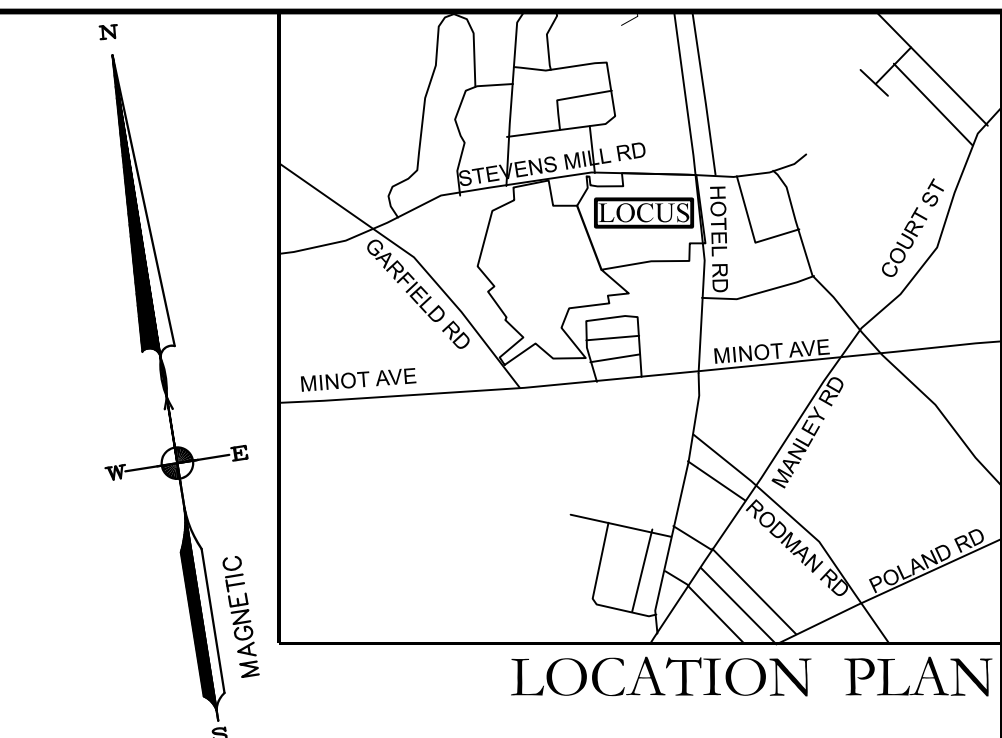 N
W
E
S
MAGNETIC
STEVENS MILL RD
LOCUS
HOTEL RD
COURT ST
GARFIELD RD
MINOT AVE
MINOT AVE
MANLEY RD
RODMAN RD
POLAND RD
LOCATION PLAN